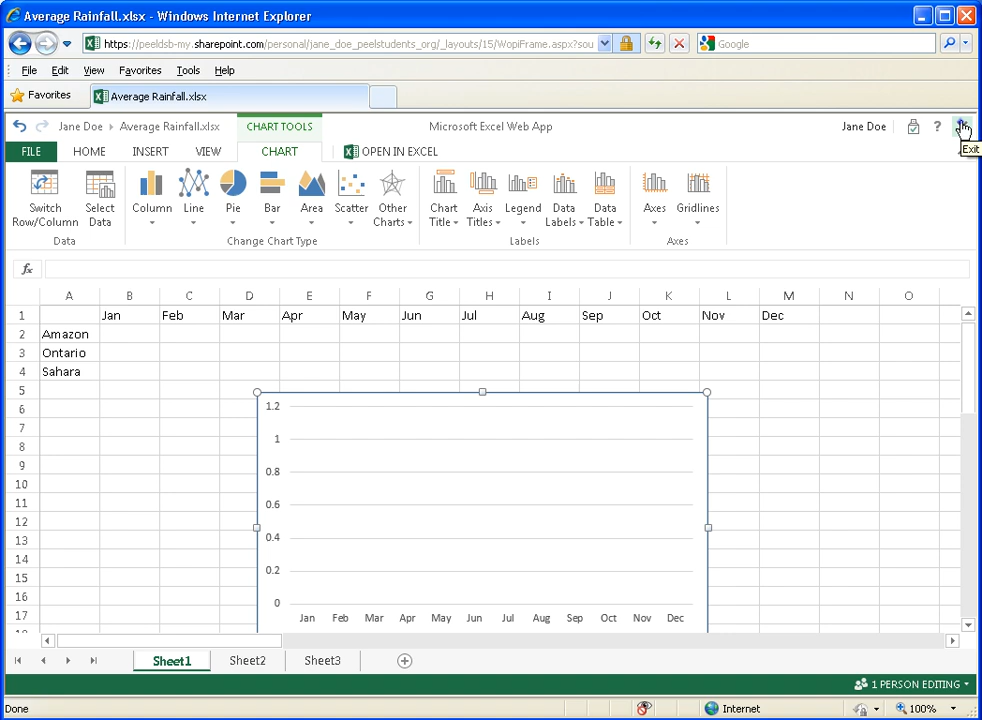 Average Rainfall.xlsx - Windows Internet Explorer
https://peeldsb-my.sharepoint.com/personal/jane_doe_peelstudents_org/_layouts/15/WopiFrame.aspx?sou
Google
File Edit View Favorites Tools Help
Favorites Average Rainfall.xlsx
Jane Doe Average Rainfall.xlsx CHART TOOLS Microsoft Excel Web App Jane Doe ?
Exit
FILE HOME INSERT VIEW CHART OPEN IN EXCEL
Switch Row/Column Select Data Column Line Pie Bar Area Scatter Other Charts Chart Title Axis Titles Legend Data Labels Data Table Axes Gridlines
Data Change Chart Type Labels Axes
fx
A B C D E F G H I J K L M N O
1 Jan Feb Mar Apr May Jun Jul Aug Sep Oct Nov Dec
2 Amazon
3 Ontario
4 Sahara
5
6 1.2
7
8 1
9
10 0.8
11
12 0.6
13 0.4
14
15 0.2
16
17 0
Jan Feb Mar Apr May Jun Jul Aug Sep Oct Nov Dec
Sheet1 Sheet2 Sheet3
1 PERSON EDITING
Done Internet 100%